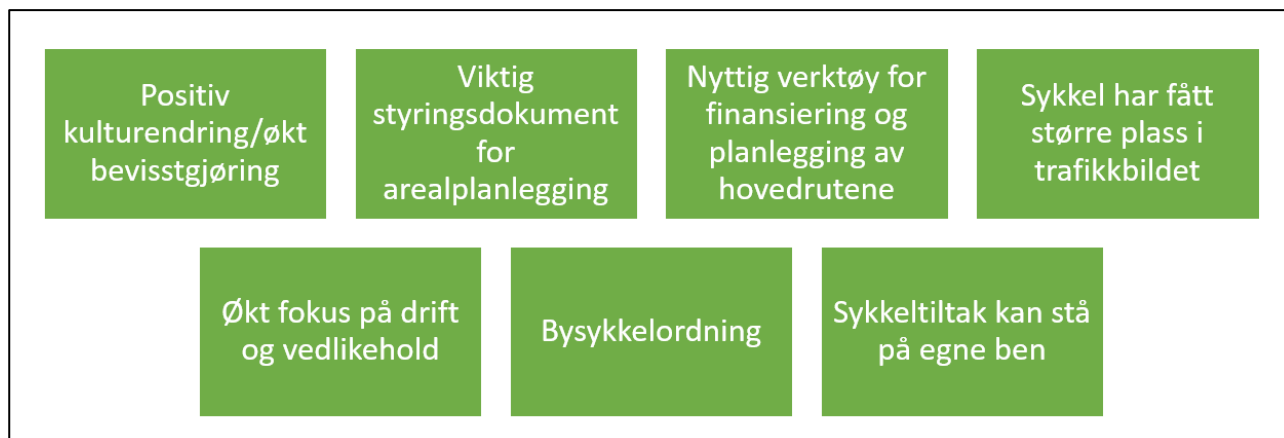 Positiv
kulturendring/økt
bevisstgjøring
Viktig
styringsdokument
for
arealplanlegging
Nyttig verktøy for
finansiering og
planlegging av
hovedrutene
Sykkel har fått
større plass i
trafikkbildet
Økt fokus på drift
og vedlikehold
Bysykkelordning
Sykkeltiltak kan stå
på egne ben